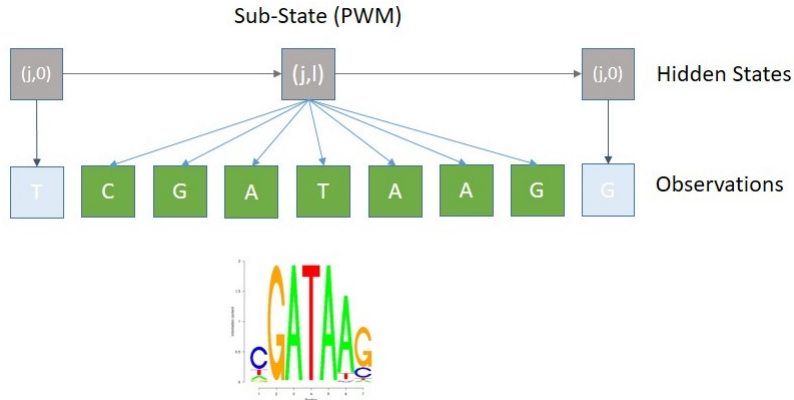 Sub-State (PWM)
(j,0) (j,l) (j,0) Hidden States
T C G A T A A G G Observations
C G A T A A G